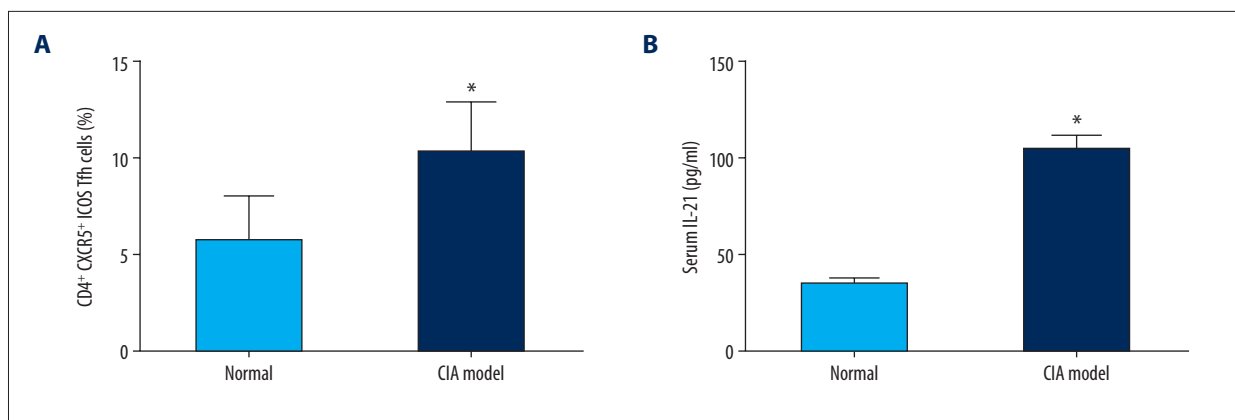 A
CD4⁺ CXCR5⁺ ICOS Tfh cells (%)
15
10
5
0
*
Normal
CIA model
B
Serum IL-21 (pg/ml)
150
100
50
0
*
Normal
CIA model